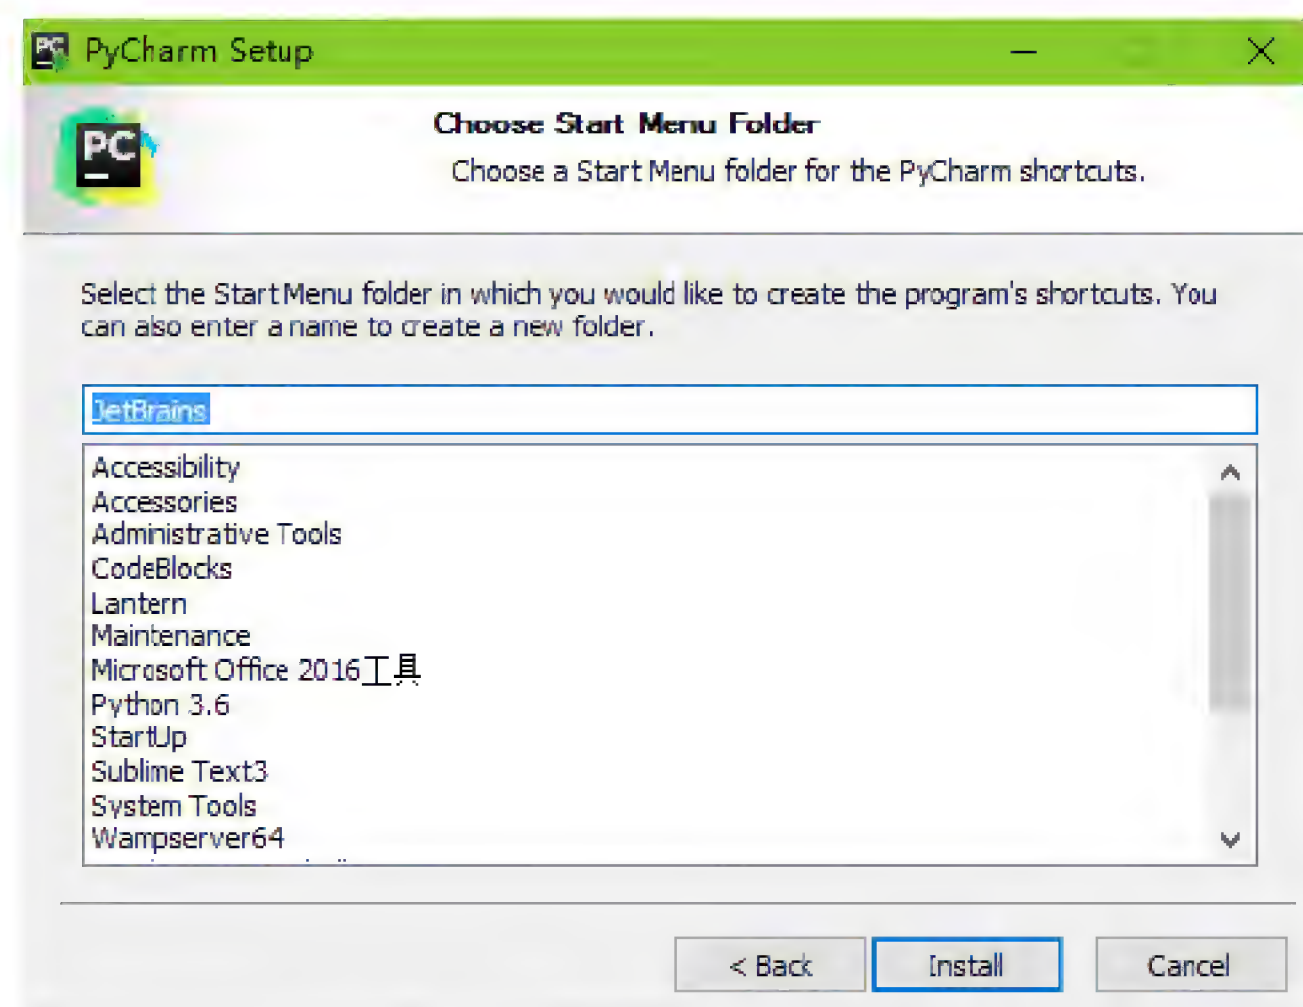 PyCharm Setup
PC
Choose Start Menu Folder
Choose a Start Menu folder for the PyCharm shortcuts.
Select the Start Menu folder in which you would like to create the program's shortcuts. You
can also enter a name to create a new folder.
JetBrains
Accessibility
Accessories
Administrative Tools
CodeBlocks
Lantern
Maintenance
Microsoft Office 2016工具
Python 3.6
StartUp
Sublime Text3
System Tools
Wampserver64
< Back
Install
Cancel